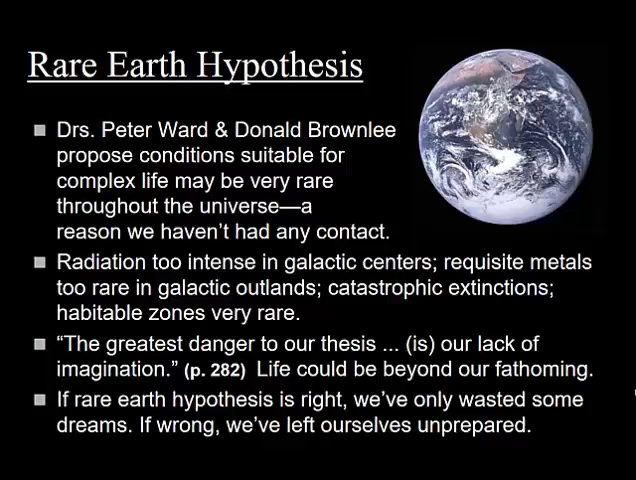 Rare Earth Hypothesis
Drs. Peter Ward & Donald Brownlee
propose conditions suitable for
complex life may be very rare
throughout the universe—a
reason we haven't had any contact.
Radiation too intense in galactic centers; requisite metals
too rare in galactic outlands; catastrophic extinctions;
habitable zones very rare.
“The greatest danger to our thesis ... (is) our lack of
imagination.” (p. 282) Life could be beyond our fathoming.
If rare earth hypothesis is right, we've only wasted some
dreams. If wrong, we've left ourselves unprepared.